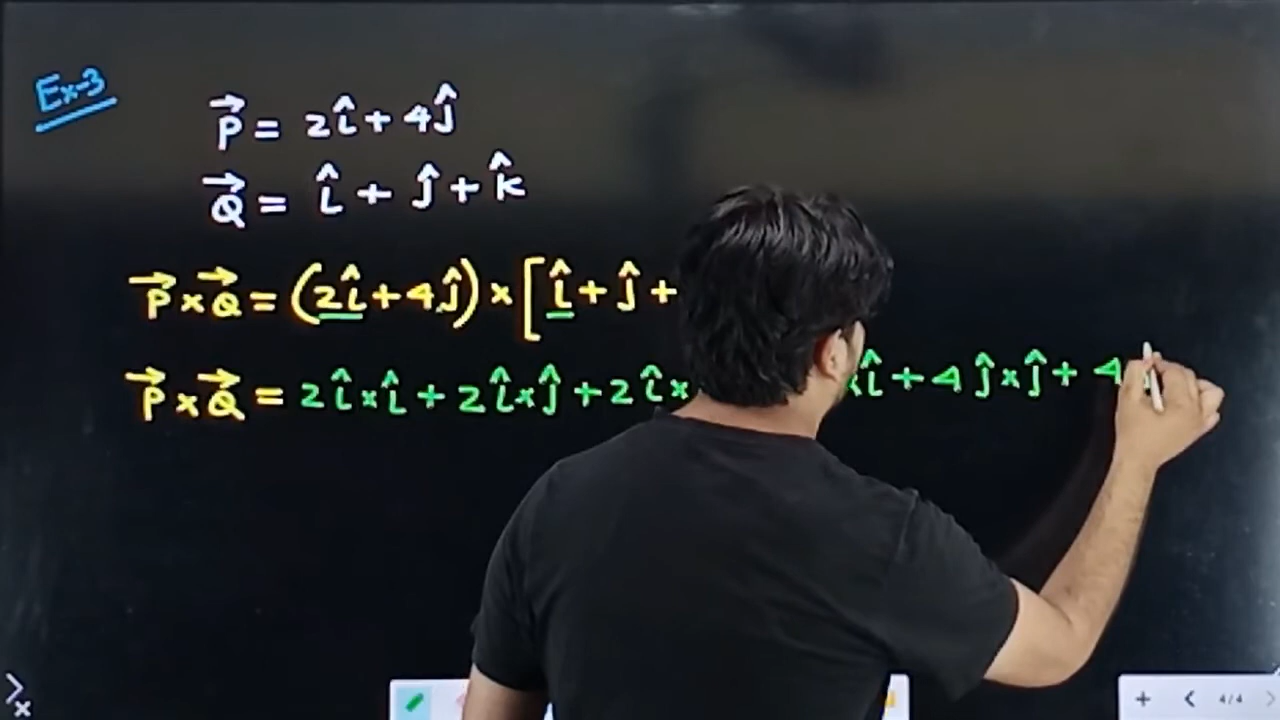 Ex-3
P⃗ = 2î + 4ĵ
Q⃗ = î + ĵ + k̂
P⃗ × Q⃗ = (2î + 4ĵ) × [î + ĵ +
P⃗ × Q⃗ = 2î × î + 2î × ĵ + 2î × × î + 4ĵ × ĵ + 4
4/4